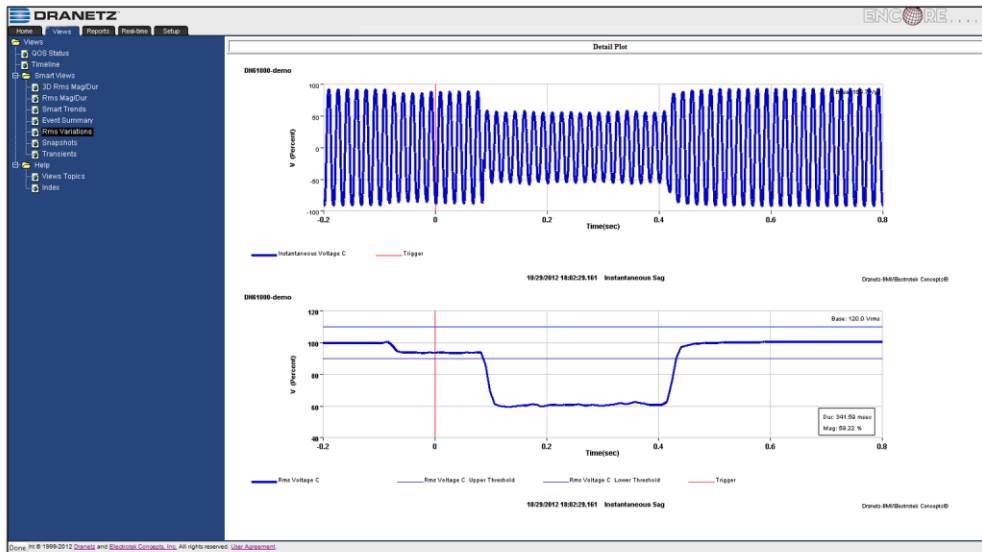 DRANETZ
ENCORE....
Home Views Reports Real-time Setup
Views
QOS Status
Timeline
Smart Views
3D Rms Mag/Dur
Rms Mag/Dur
Smart Trends
Event Summary
Rms Variations
Snapshots
Transients
Help
Views Topics
Index
Detail Plot
DN61000-demo
100
50
0
-50
-100
V (Percent)
-0.2 0 0.2 0.4 0.6 0.8
Time(sec)
Instantaneous Voltage C Trigger
10/29/2012 18:02:29.161 Instantaneous Sag
Dranetz-BMI/Electrotek Concepts®
DN61000-demo
120
100
80
60
40
V (Percent)
Base: 120.0 Vrms
Dur: 341.59 msec
Mag: 59.22 %
-0.2 0 0.2 0.4 0.6 0.8
Time(sec)
Rms Voltage C Rms Voltage C Upper Threshold Rms Voltage C Lower Threshold Trigger
10/29/2012 18:02:29.161 Instantaneous Sag
Dranetz-BMI/Electrotek Concepts®
Done ht © 1999-2012 Dranetz and Electrotek Concepts, Inc. All rights reserved. User Agreement.